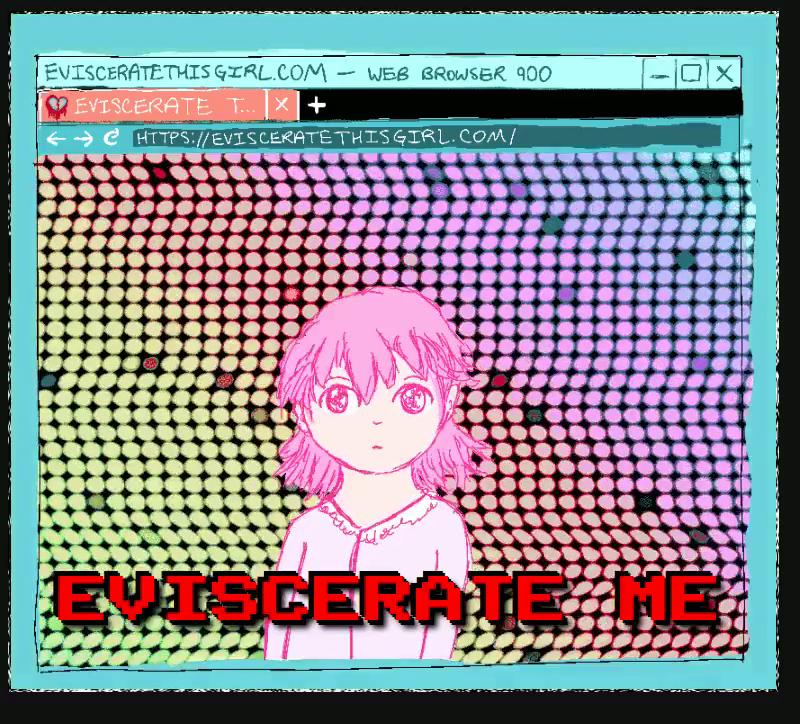 EVISCERATETHISGIRL.COM — WEB BROWSER 900
EVISCERATE T...
HTTPS://EVISCERATETHISGIRL.COM/
EVISCERATE ME